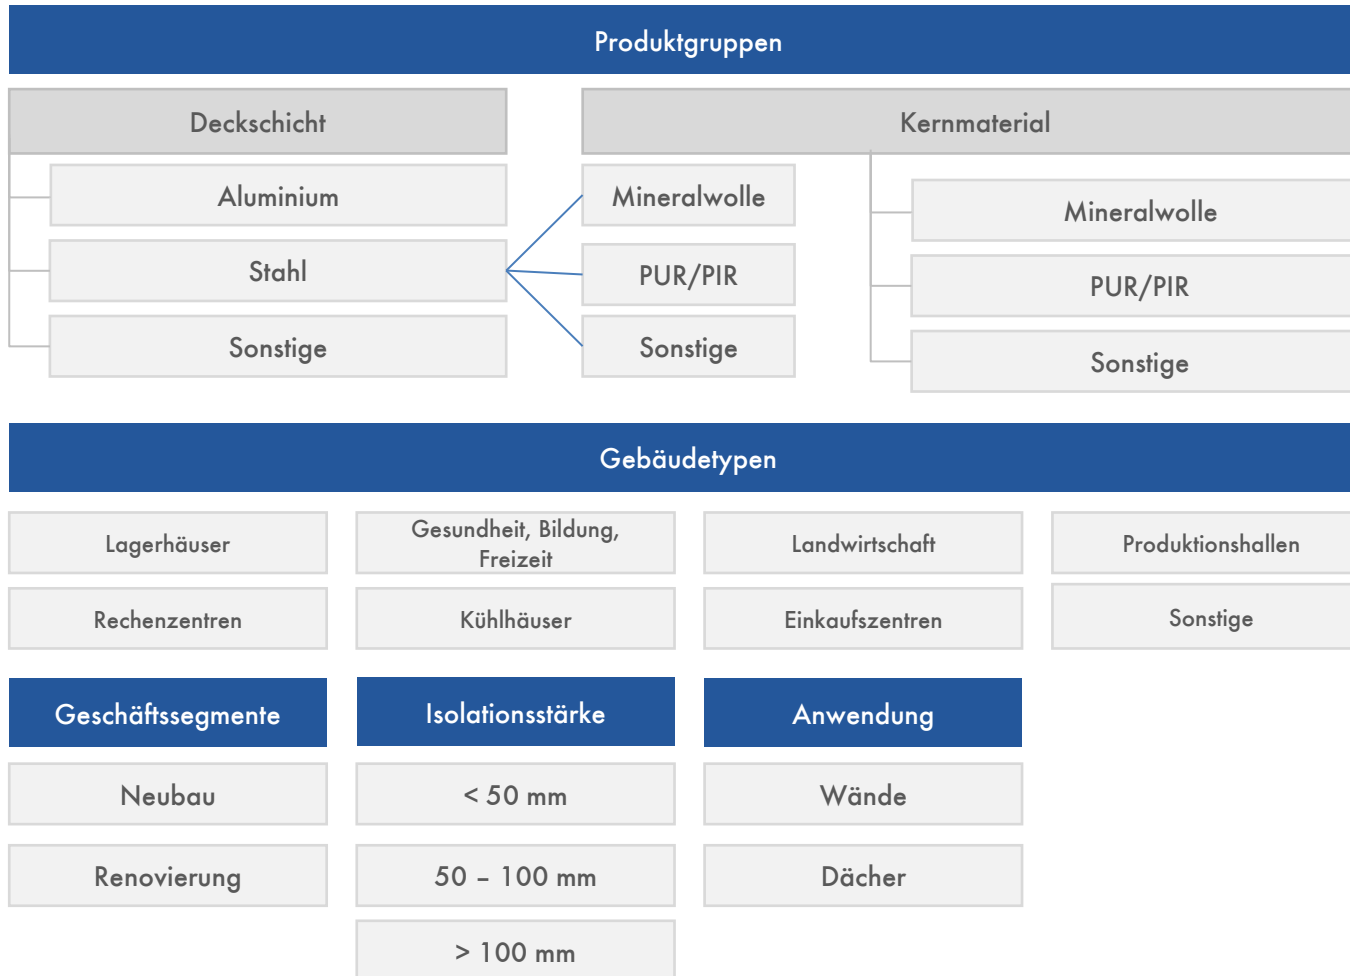 Produktgruppen
Deckschicht
Kernmaterial
Aluminium
Mineralwolle
Mineralwolle
Stahl
PUR/PIR
PUR/PIR
Sonstige
Sonstige
Sonstige
Gebäudetypen
Lagerhäuser
Gesundheit, Bildung,
Freizeit
Landwirtschaft
Produktionshallen
Rechenzentren
Kühlhäuser
Einkaufszentren
Sonstige
Geschäftssegmente
Isolationsstärke
Anwendung
Neubau
< 50 mm
Wände
Renovierung
50 – 100 mm
Dächer
> 100 mm